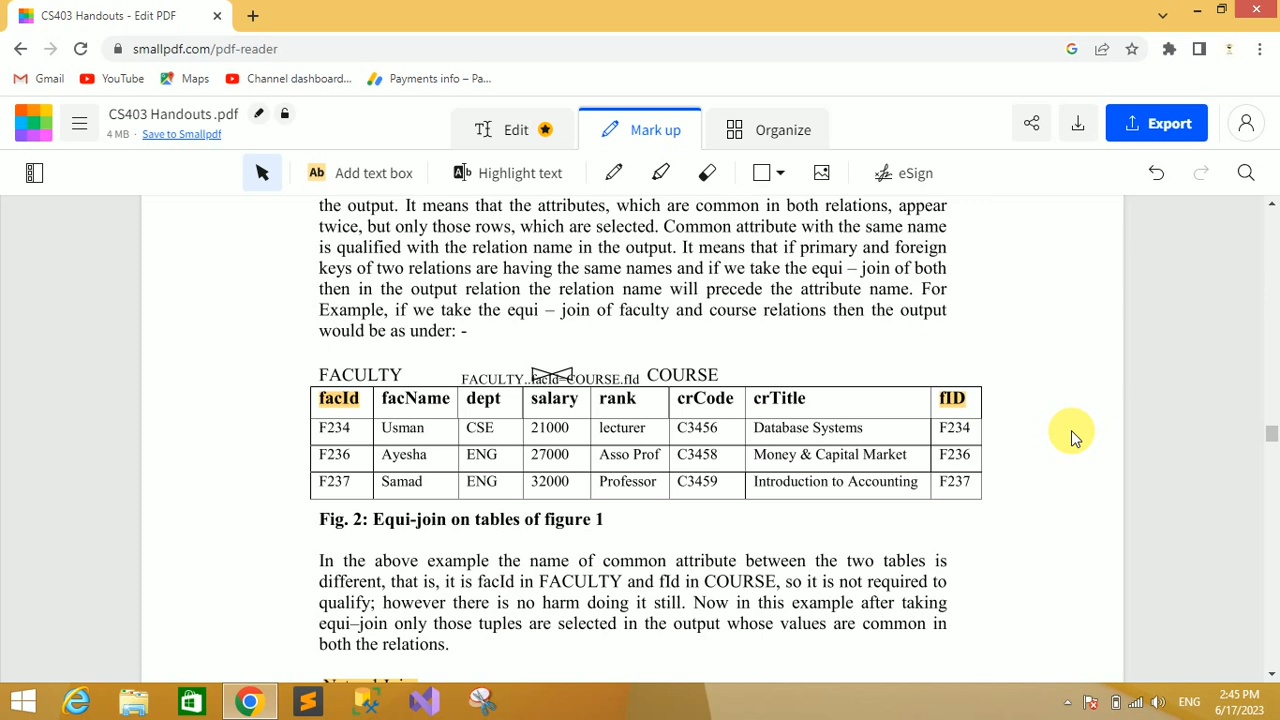 CS403 Handouts - Edit PDF
smallpdf.com/pdf-reader
Gmail YouTube Maps Channel dashboard... Payments info – Pa...
CS403 Handouts .pdf
4 MB · Save to Smallpdf
Edit Mark up Organize Export
Ab Add text box Highlight text eSign
the output. It means that the attributes, which are common in both relations, appear
twice, but only those rows, which are selected. Common attribute with the same name
is qualified with the relation name in the output. It means that if primary and foreign
keys of two relations are having the same names and if we take the equi – join of both
then in the output relation the relation name will precede the attribute name. For
Example, if we take the equi – join of faculty and course relations then the output
would be as under: -
FACULTY FACULTY..facId=COURSE.fId COURSE
facId facName dept salary rank crCode crTitle fID
F234 Usman CSE 21000 lecturer C3456 Database Systems F234
F236 Ayesha ENG 27000 Asso Prof C3458 Money & Capital Market F236
F237 Samad ENG 32000 Professor C3459 Introduction to Accounting F237
Fig. 2: Equi-join on tables of figure 1
In the above example the name of common attribute between the two tables is
different, that is, it is facId in FACULTY and fId in COURSE, so it is not required to
qualify; however there is no harm doing it still. Now in this example after taking
equi–join only those tuples are selected in the output whose values are common in
both the relations.
Natural Join
ENG
2:45 PM
6/17/2023